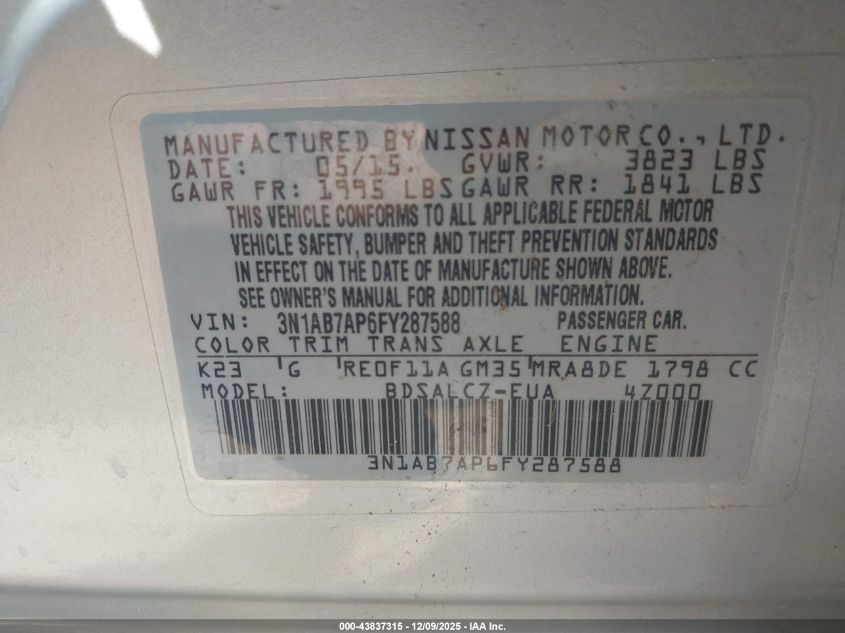 MANUFACTURED BY NISSAN MOTOR CO., LTD.
DATE: 05/15. GVWR: 3823 LBS
GAWR FR: 1995 LBS GAWR RR: 1841 LBS
THIS VEHICLE CONFORMS TO ALL APPLICABLE FEDERAL MOTOR
VEHICLE SAFETY, BUMPER AND THEFT PREVENTION STANDARDS
IN EFFECT ON THE DATE OF MANUFACTURE SHOWN ABOVE.
SEE OWNER'S MANUAL FOR ADDITIONAL INFORMATION.
VIN: 3N1AB7AP6FY287588 PASSENGER CAR.
COLOR TRIM TRANS AXLE ENGINE
K23 G RE0F11A GM35 MRA8DE 1798 CC
MODEL: BDSALCZ-EUA 4Z000
3N1AB7AP6FY287588
000-43837315 | 12/09/2025 - IAA Inc.